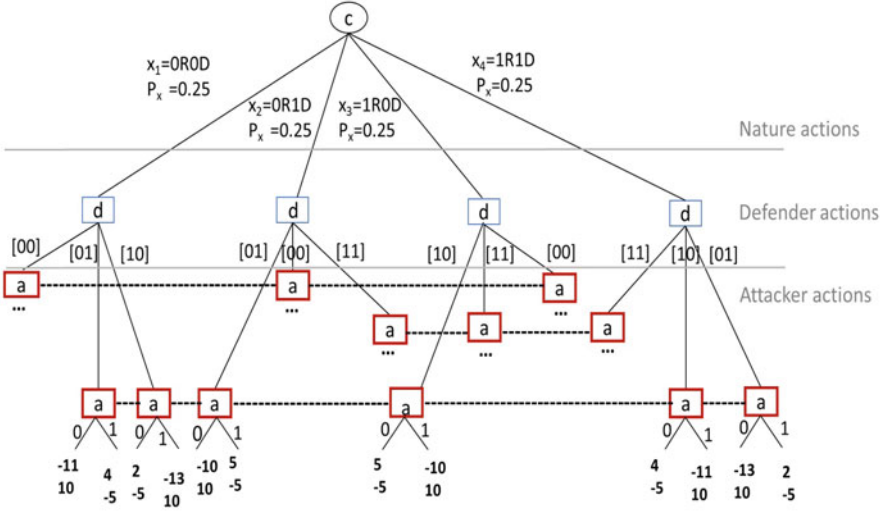 c
x₁=0R0D
Pₓ =0.25
x₂=0R1D
Pₓ =0.25
x₃=1R0D
Pₓ=0.25
x₄=1R1D
Pₓ=0.25
Nature actions
d d d d
Defender actions
[00] [01] [10] [01] [00] [11] [10] [11] [00] [11] [10] [01]
a a a
Attacker actions
... ... ...
a a a
... ... ...
a a a a a a
0 1 0 1 0 1 0 1 0 1 0 1
-11 4 2 -13 -10 5 5 -10 4 -11 -13 2
10 -5 -5 10 10 -5 -5 10 -5 10 10 -5